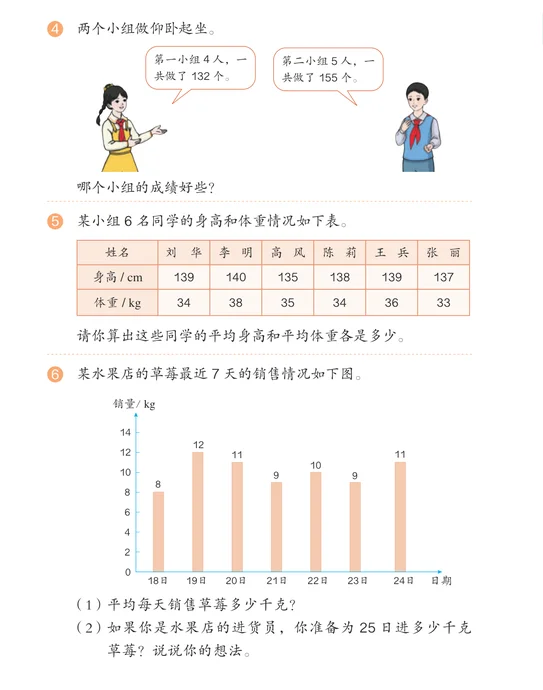 4 两个小组做仰卧起坐。
第一小组 4 人，一
共做了 132 个。
第二小组 5 人，一
共做了 155 个。
哪个小组的成绩好些？
5 某小组 6 名同学的身高和体重情况如下表。
姓名 刘 华 李 明 高 凤 陈 莉 王 兵 张 丽
身高 / cm 139 140 135 138 139 137
体重 / kg 34 38 35 34 36 33
请你算出这些同学的平均身高和平均体重各是多少。
6 某水果店的草莓最近 7 天的销售情况如下图。
销量/ kg
14
12
10
8
6
4
2
0
8 12 11 9 10 9 11
18日 19日 20日 21日 22日 23日 24日 日期
（1）平均每天销售草莓多少千克？
（2）如果你是水果店的进货员，你准备为 25 日进多少千克
草莓？说说你的想法。